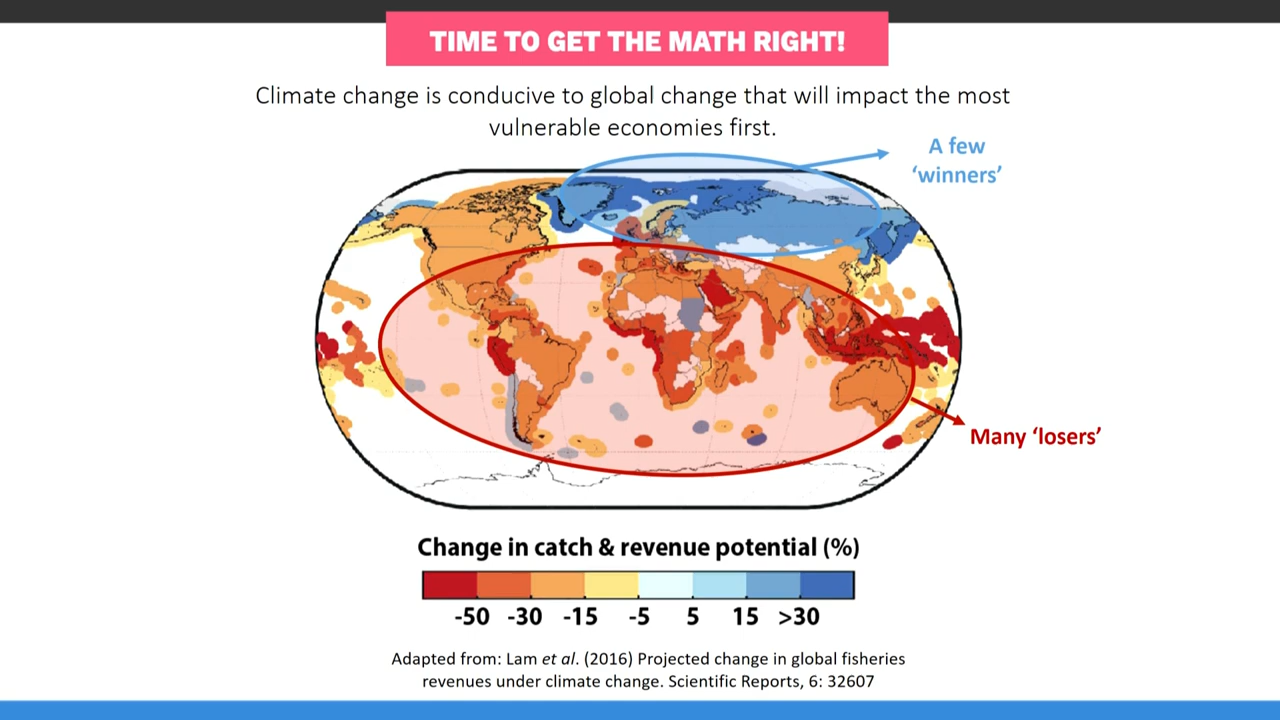 TIME TO GET THE MATH RIGHT!
Climate change is conducive to global change that will impact the most
vulnerable economies first.
A few
‘winners’
Many ‘losers’
Change in catch & revenue potential (%)
-50 -30 -15 -5 5 15 >30
Adapted from: Lam et al. (2016) Projected change in global fisheries
revenues under climate change. Scientific Reports, 6: 32607